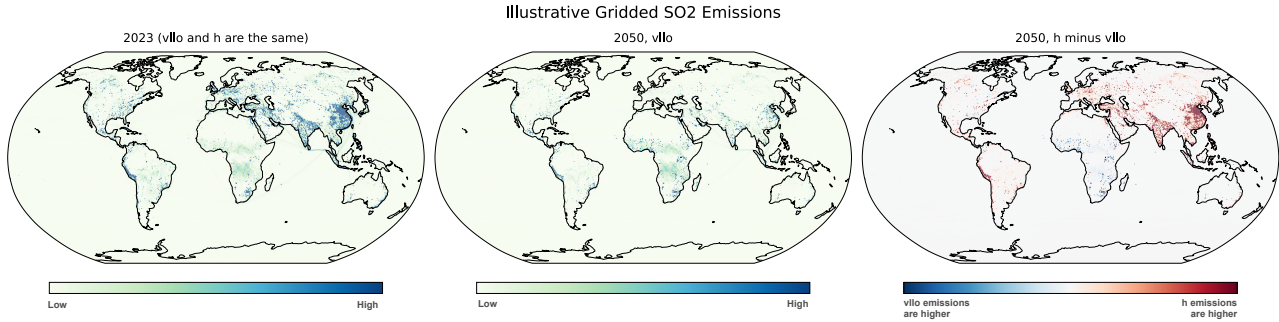 Illustrative Gridded SO2 Emissions
2023 (vllo and h are the same)
2050, vllo
2050, h minus vllo
Low
High
Low
High
vllo emissions
are higher
h emissions
are higher